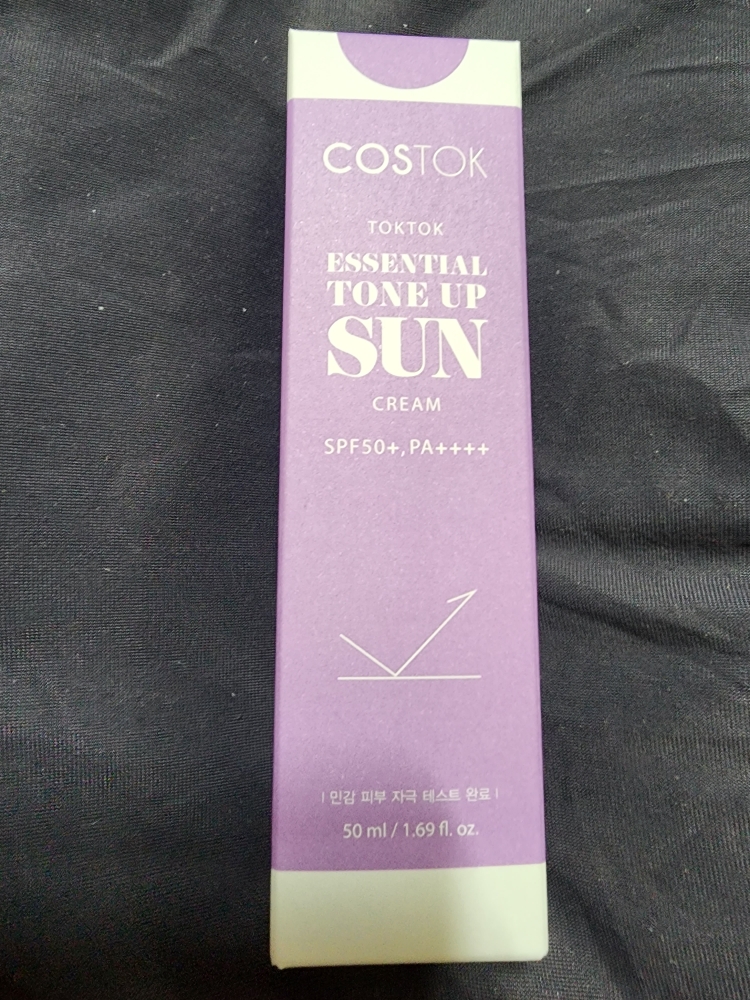 COSTOK
TOKTOK
ESSENTIAL
TONE UP
SUN
CREAM
SPF50+, PA++++
| 민감 피부 자극 테스트 완료 |
50 ml / 1.69 fl. oz.